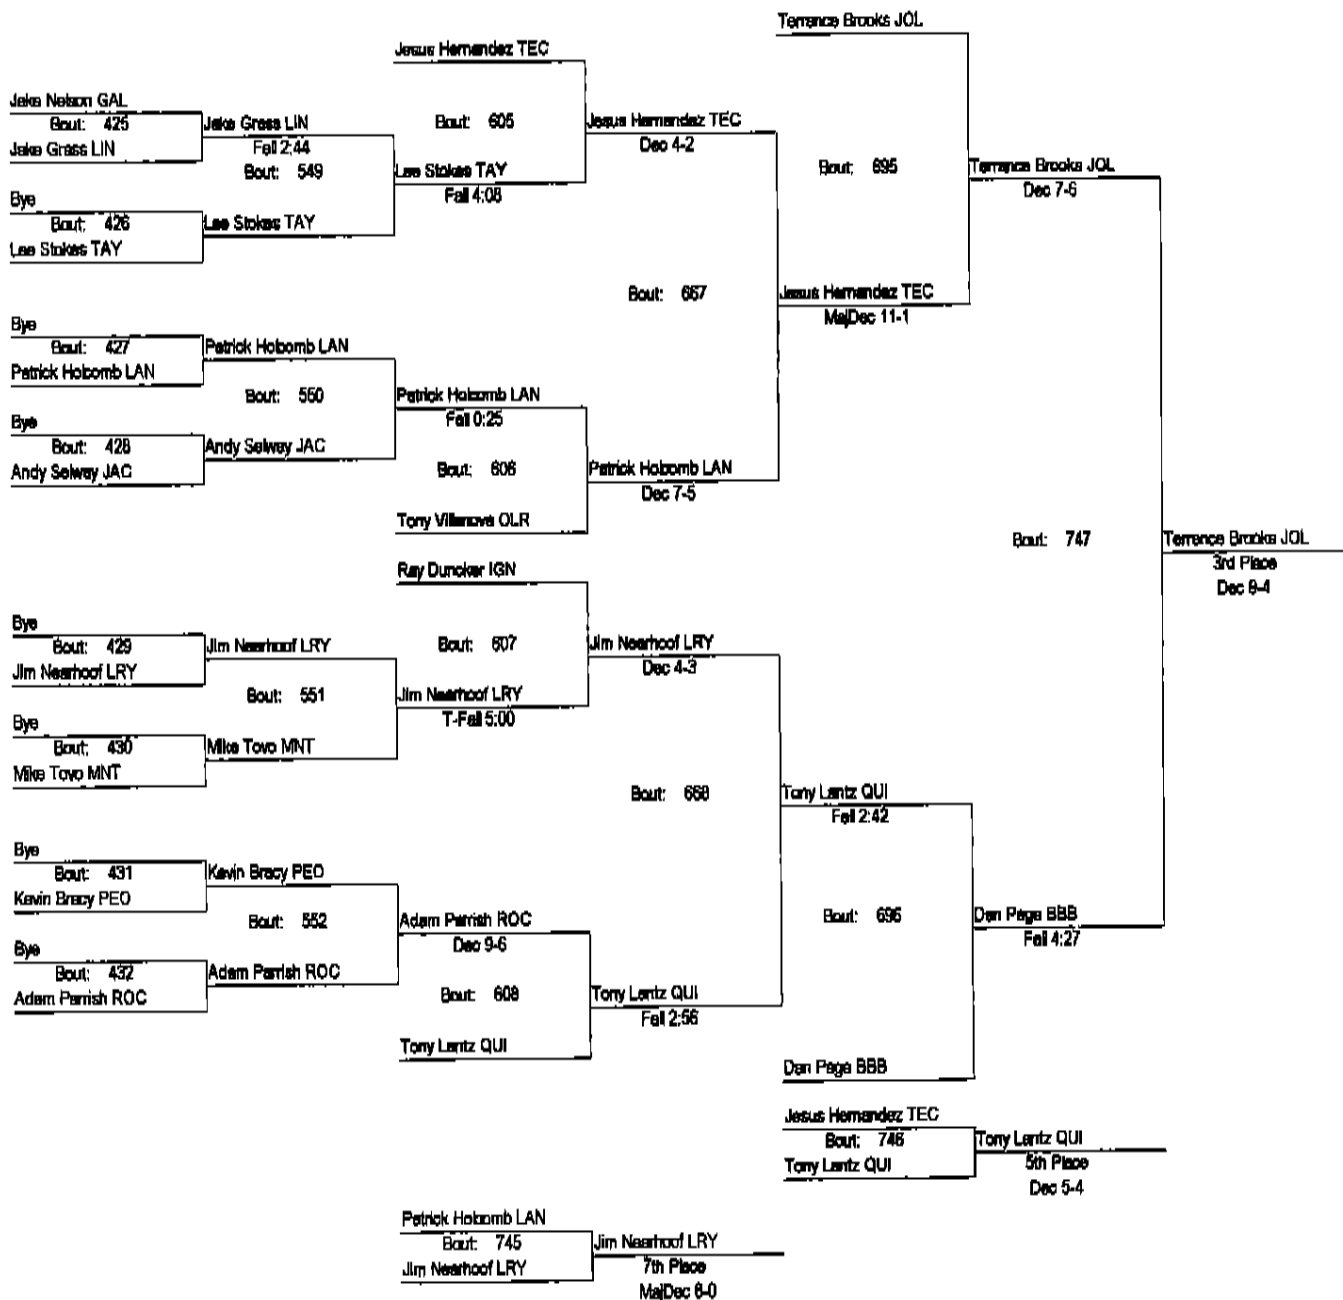 Terrance Brooks JOL
Jesus Hernandez TEC
Jake Nelson GAL
Bout: 425
Jake Grass LIN
Jake Grass LIN
Fall 2:44
Bout: 605
Jesus Hernandez TEC
Dec 4-2
Bout: 549
Lee Stokes TAY
Fall 4:08
Bout: 695
Terrance Brooks JOL
Dec 7-6
Bye
Bout: 426
Lee Stokes TAY
Lee Stokes TAY
Bout: 667
Jesus Hernandez TEC
MajDec 11-1
Bye
Bout: 427
Patrick Holbomb LAN
Patrick Holbomb LAN
Bout: 550
Patrick Holbomb LAN
Fall 0:25
Bye
Bout: 428
Andy Selway JAC
Andy Selway JAC
Bout: 606
Patrick Holbomb LAN
Dec 7-5
Tony Villanova OLR
Bout: 747
Terrance Brooks JOL
3rd Place
Dec 9-4
Ray Duncker IGN
Bye
Bout: 429
Jim Nearhoof LRY
Jim Nearhoof LRY
Bout: 607
Jim Nearhoof LRY
Dec 4-3
Bout: 551
Jim Nearhoof LRY
T-Fall 5:00
Bye
Bout: 430
Mike Tovo MNT
Mike Tovo MNT
Bout: 668
Tony Lantz QUI
Fall 2:42
Bye
Bout: 431
Kevin Bracy PEO
Kevin Bracy PEO
Bout: 552
Adam Parrish ROC
Dec 9-6
Bout: 696
Dan Page BBB
Fall 4:27
Bye
Bout: 432
Adam Parrish ROC
Adam Parrish ROC
Bout: 608
Tony Lantz QUI
Fall 2:56
Tony Lantz QUI
Dan Page BBB
Jesus Hernandez TEC
Bout: 746
Tony Lantz QUI
Tony Lantz QUI
5th Place
Dec 5-4
Patrick Holbomb LAN
Bout: 745
Jim Nearhoof LRY
Jim Nearhoof LRY
7th Place
MajDec 8-0